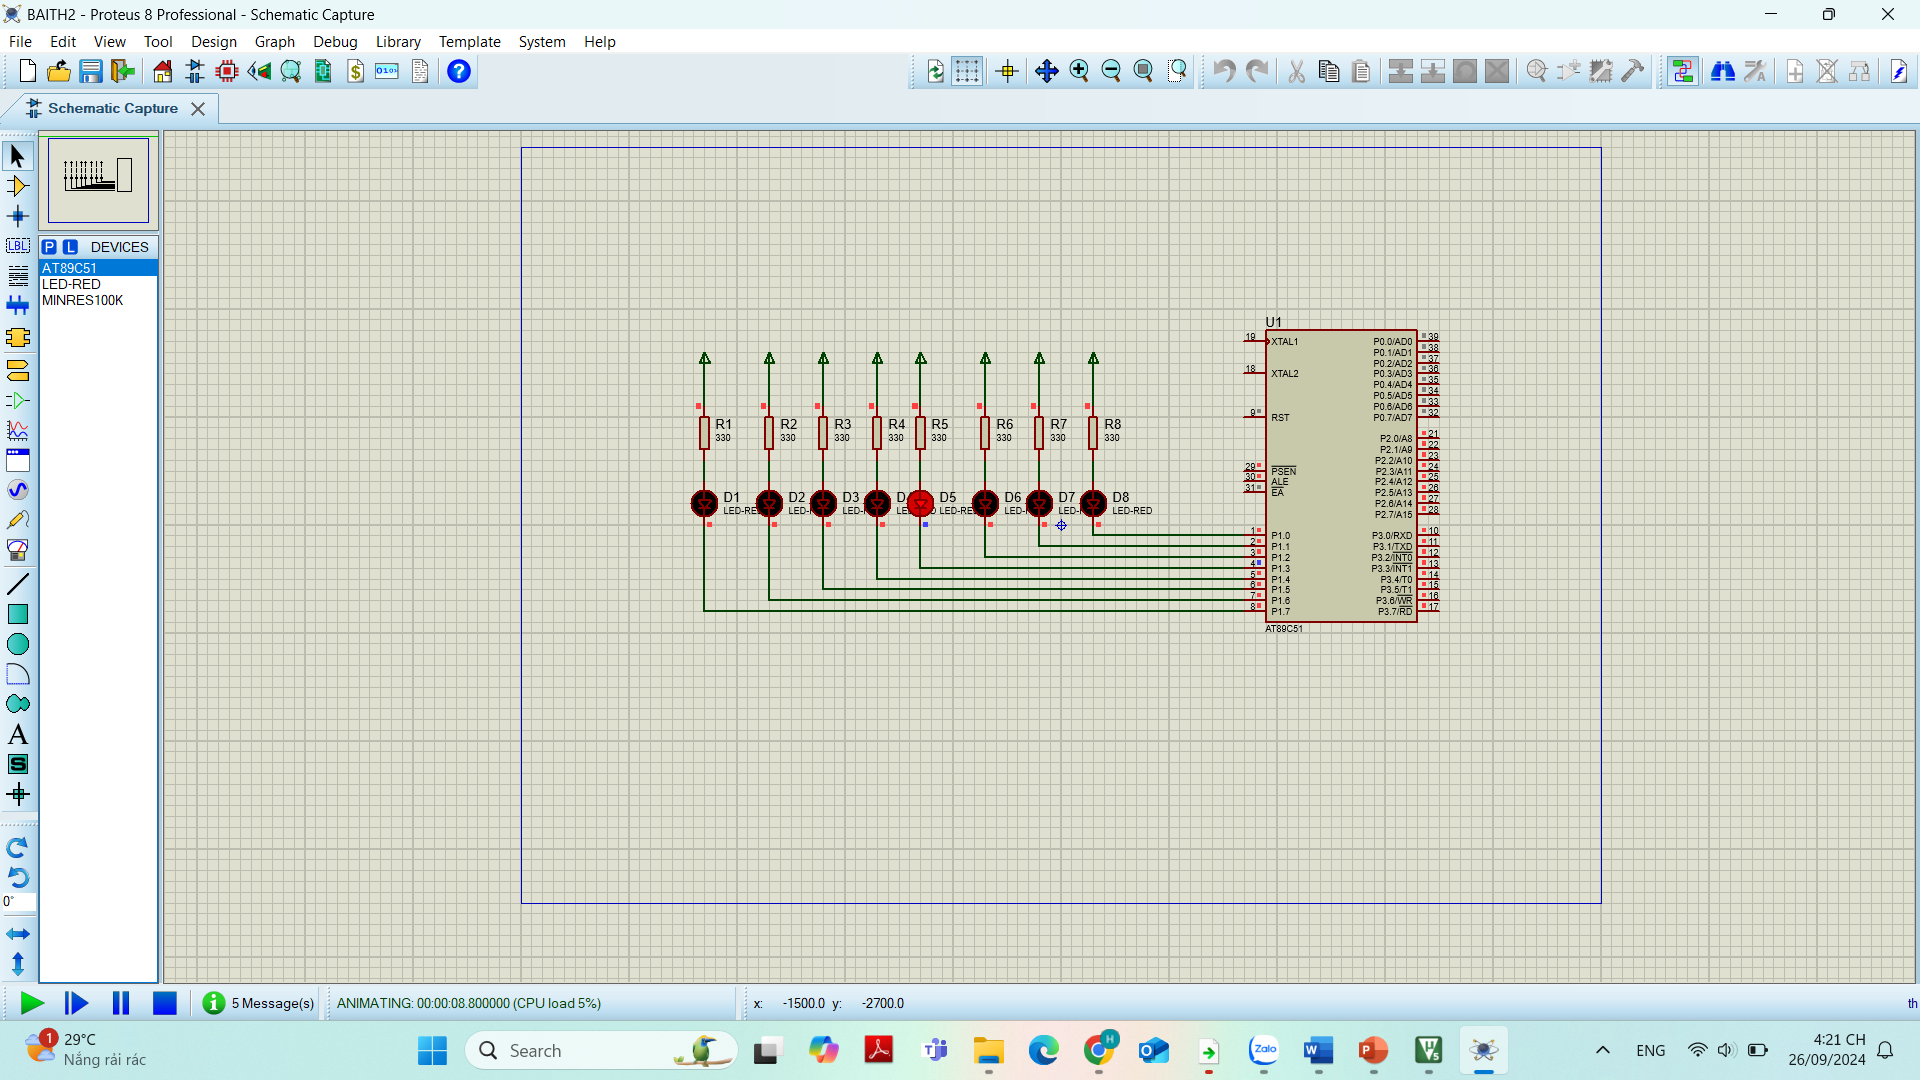 BAITH2 - Proteus 8 Professional - Schematic Capture
File Edit View Tool Design Graph Debug Library Template System Help
Schematic Capture
P L DEVICES
AT89C51
LED-RED
MINRES100K
LBL
A
S
0°
R1 R2 R3 R4 R5 R6 R7 R8
330 330 330 330 330 330 330 330
D1 D2 D3 D5 D6 D7 D8
LED-RED
U1
19 XTAL1 P0.0/AD0 39
P0.1/AD1 38
P0.2/AD2 37
18 XTAL2 P0.3/AD3 36
P0.4/AD4 35
P0.5/AD5 34
P0.6/AD6 33
9 RST P0.7/AD7 32
P2.0/A8 21
P2.1/A9 22
P2.2/A10 23
29 PSEN P2.3/A11 24
30 ALE P2.4/A12 25
31 EA P2.5/A13 26
P2.6/A14 27
P2.7/A15 28
1 P1.0 P3.0/RXD 10
2 P1.1 P3.1/TXD 11
3 P1.2 P3.2/INT0 12
4 P1.3 P3.3/INT1 13
5 P1.4 P3.4/T0 14
6 P1.5 P3.5/T1 15
7 P1.6 P3.6/WR 16
8 P1.7 P3.7/RD 17
AT89C51
5 Message(s) ANIMATING: 00:00:08.800000 (CPU load 5%) x: -1500.0 y: -2700.0 th
1 29°C
Nắng rải rác
Search
H
Zalo
ENG
4:21 CH
26/09/2024